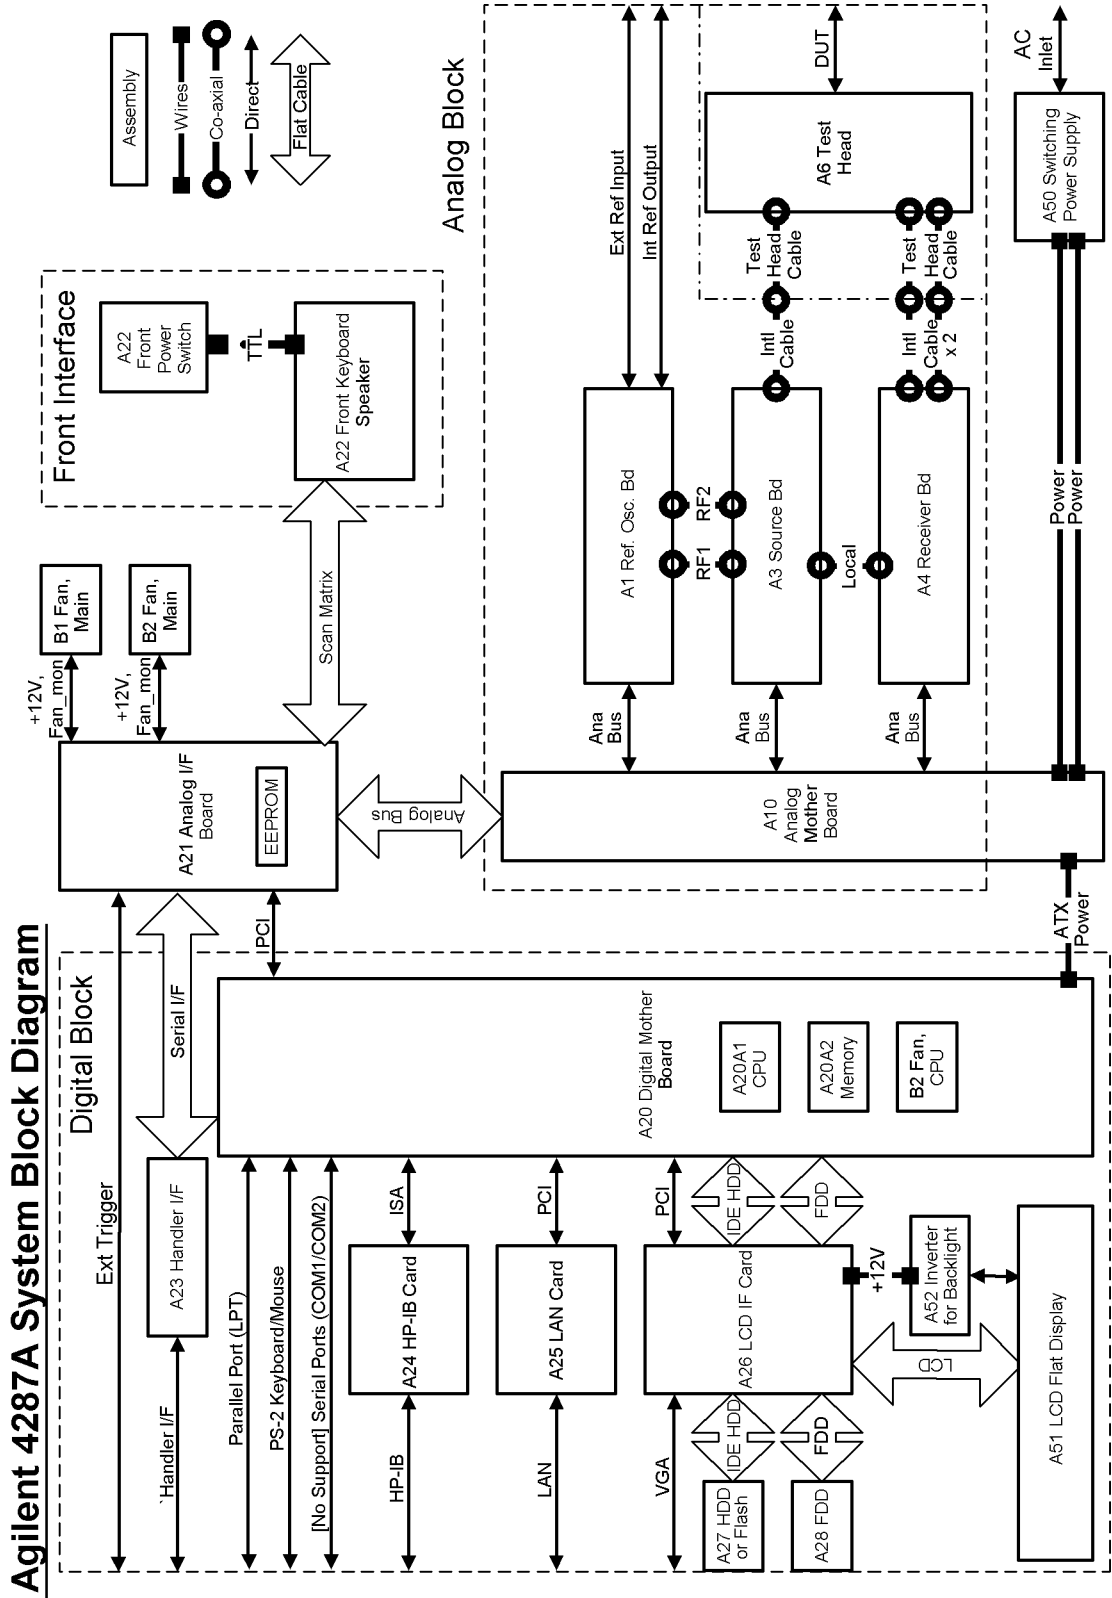 Agilent 4287A System Block Diagram
Digital Block
Ext Trigger
`Handler I/F
A23 Handler I/F
Serial I/F
Parallel Port (LPT)
PS-2 Keyboard/Mouse
[No Support] Serial Ports (COM1/COM2)
HP-IB
A24 HP-IB Card
ISA
LAN
A25 LAN Card
PCI
VGA
A26 LCD IF Card
PCI
IDE HDD
FDD
A27 HDD
or Flash
IDE HDD
A28 FDD
FDD
LCD
+12V
A52 Inverter
for Backlight
A51 LCD Flat Display
A20 Digital Mother
Board
A20A1
CPU
A20A2
Memory
B2 Fan,
CPU
PCI
ATX
Power
A21 Analog I/F
Board
EEPROM
+12V,
Fan_mon
+12V,
Fan_mon
B1 Fan,
Main
B2 Fan,
Main
Scan Matrix
Analog Bus
Front Interface
A22
Front
Power
Switch
TTL
A22 Front Keyboard
Speaker
Assembly
Wires
Co-axial
Direct
Flat Cable
Analog Block
A10
Analog
Mother
Board
Ana
Bus
Ana
Bus
Ana
Bus
A1 Ref. Osc. Bd
RF1
RF2
A3 Source Bd
Local
A4 Receiver Bd
Ext Ref Input
Int Ref Output
Intl
Cable
Test
Head
Cable
Intl
Cable
x 2
Test
Head
Cable
A6 Test
Head
DUT
Power
Power
A50 Switching
Power Supply
AC
Inlet